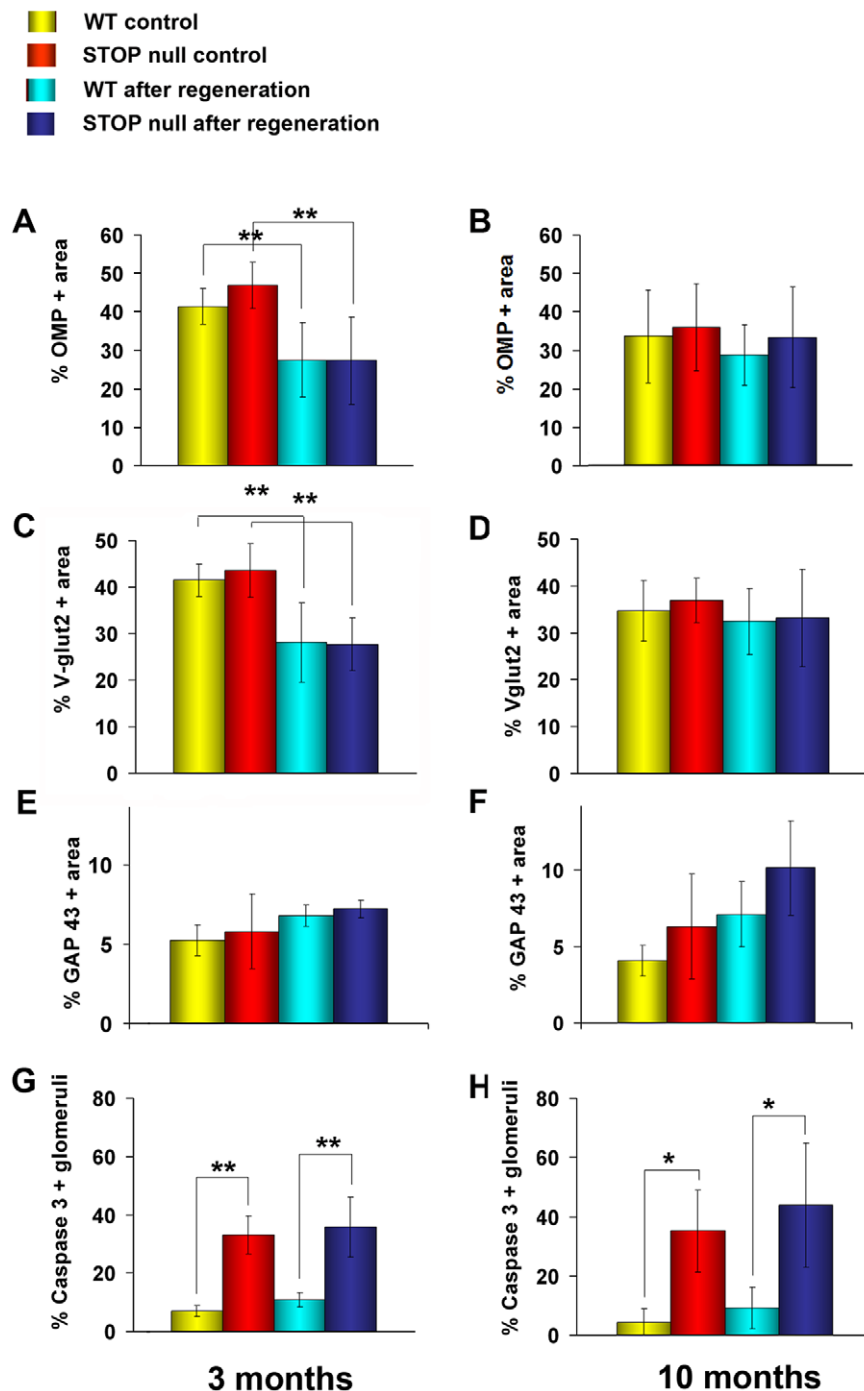 WT control
STOP null control
WT after regeneration
STOP null after regeneration
A
% OMP + area
60
50
40
30
20
10
0
**
**
B
% OMP + area
60
50
40
30
20
10
0
C
% V-glut2 + area
50
40
30
20
10
0
**
**
D
% Vglut2 + area
50
40
30
20
10
0
E
% GAP 43 + area
10
5
0
F
% GAP 43 + area
10
5
0
G
% Caspase 3 + glomeruli
80
60
40
20
0
**
**
H
% Caspase 3 + glomeruli
80
60
40
20
0
*
*
3 months
10 months